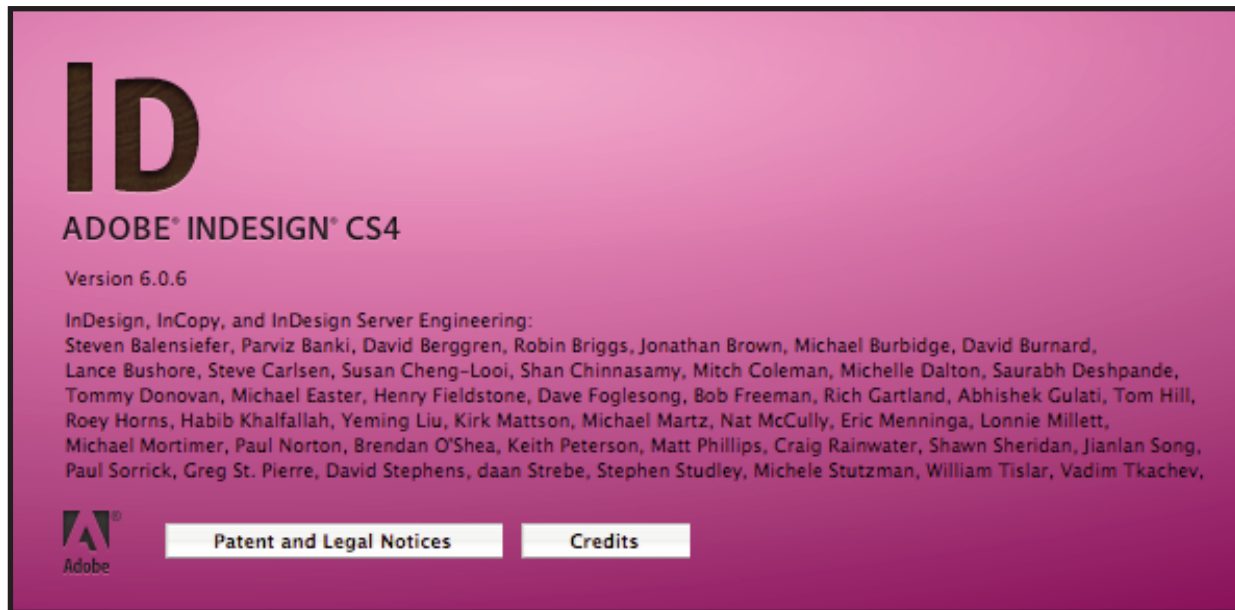 ID
ADOBE® INDESIGN® CS4
Version 6.0.6
InDesign, InCopy, and InDesign Server Engineering:
Steven Balensiefer, Parviz Banki, David Berggren, Robin Briggs, Jonathan Brown, Michael Burbidge, David Burnard,
Lance Bushore, Steve Carlsen, Susan Cheng-Looi, Shan Chinnasamy, Mitch Coleman, Michelle Dalton, Saurabh Deshpande,
Tommy Donovan, Michael Easter, Henry Fieldstone, Dave Foglesong, Bob Freeman, Rich Gartland, Abhishek Gulati, Tom Hill,
Roey Horns, Habib Khalfallah, Yeming Liu, Kirk Mattson, Michael Martz, Nat McCully, Eric Menninga, Lonnie Millett,
Michael Mortimer, Paul Norton, Brendan O'Shea, Keith Peterson, Matt Phillips, Craig Rainwater, Shawn Sheridan, Jianlan Song,
Paul Sorrick, Greg St. Pierre, David Stephens, daan Strebe, Stephen Studley, Michele Stutzman, William Tislar, Vadim Tkachev,
®
Adobe
Patent and Legal Notices
Credits